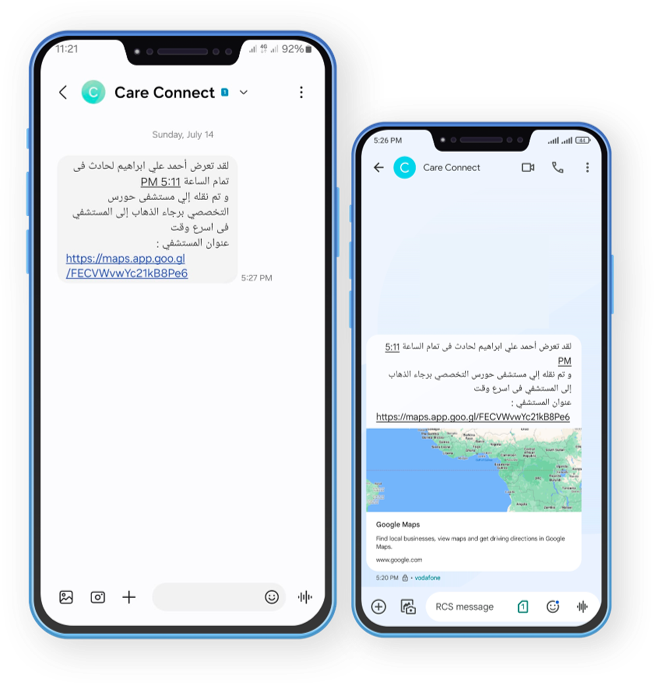 11:21
4G
92%
Care Connect
Sunday, July 14
لقد تعرض أحمد علي ابراهيم لحادث فى
تمام الساعة 5:11 PM
و تم نقله إلي مستشفى حورس
التخصصي برجاء الذهاب إلى المستشفي
فى اسرع وقت
عنوان المستشفي :
https://maps.app.goo.gl
/FECVWvwYc21kB8Pe6
5:27 PM
5:26 PM
C
Care Connect
لقد تعرض أحمد علي ابراهيم لحادث فى تمام الساعة 5:11
PM
و تم نقله إلي مستشفى حورس التخصصي برجاء الذهاب
إلى المستشفي فى اسرع وقت
عنوان المستشفي :
https://maps.app.goo.gl/FECVWvwYc21kB8Pe6
Google Maps
Find local businesses, view maps and get driving directions in Google
Maps.
www.google.com
5:20 PM • vodafone
RCS message
1